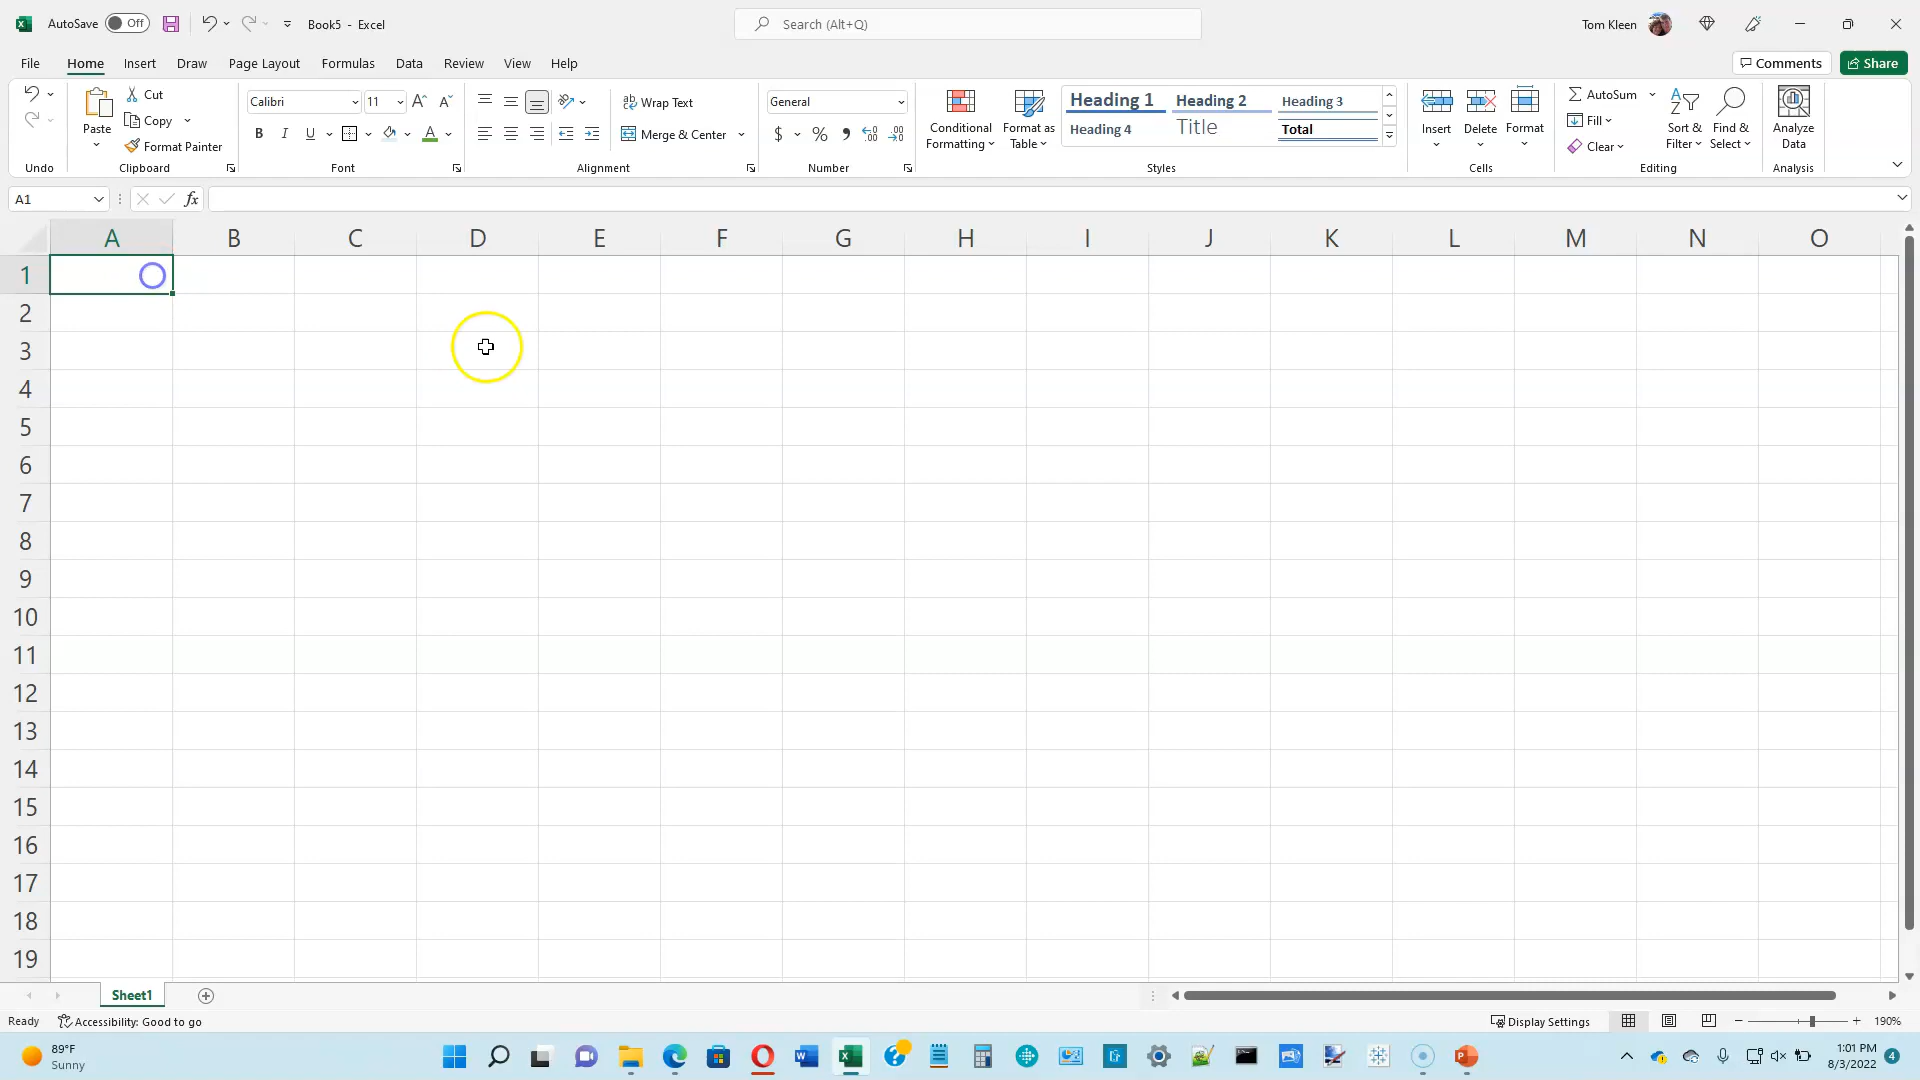 AutoSave Off Book5 - Excel Search (Alt+Q) Tom Kleen
File Home Insert Draw Page Layout Formulas Data Review View Help Comments Share
Undo
Paste
Cut
Copy
Format Painter
Clipboard
Calibri 11
B I U A
Font
Wrap Text
Merge & Center
Alignment
General
$ % ,
Number
Conditional
Formatting
Format as
Table
Heading 1 Heading 2 Heading 3
Heading 4 Title Total
Styles
Insert Delete Format
Cells
AutoSum
Fill
Clear
Sort &
Filter
Find &
Select
Editing
Analyze
Data
Analysis
A1 fx
A B C D E F G H I J K L M N O
1
2
3
4
5
6
7
8
9
10
11
12
13
14
15
16
17
18
19
Sheet1
Ready Accessibility: Good to go Display Settings 190%
89°F
Sunny
1:01 PM
8/3/2022
4